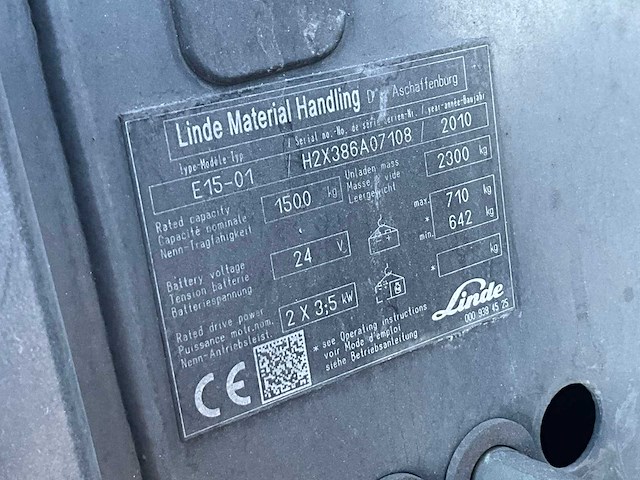 Linde Material Handling D - Aschaffenburg
Type-Modèle-Typ / Serial no.-No. de série-Serien-Nr. / year-année-Baujahr
E15-01 / H2X386A07108 / 2010
Rated capacity
Capacité nominale
Nenn-Tragfähigkeit
1500 kg
Unladen mass
Masse à vide
Leergewicht
2300 kg
Battery voltage
Tension batterie
Batteriespannung
24 V
max. 710 kg
* min. 642 kg
Rated drive power
Puissance motr.nom.
Nenn-Antriebsleist.
2 X 3,5 kW
* kg
* see Operating instructions
voir Mode d'emploi
siehe Betriebsanleitung
Linde
000 938 45 25
CE